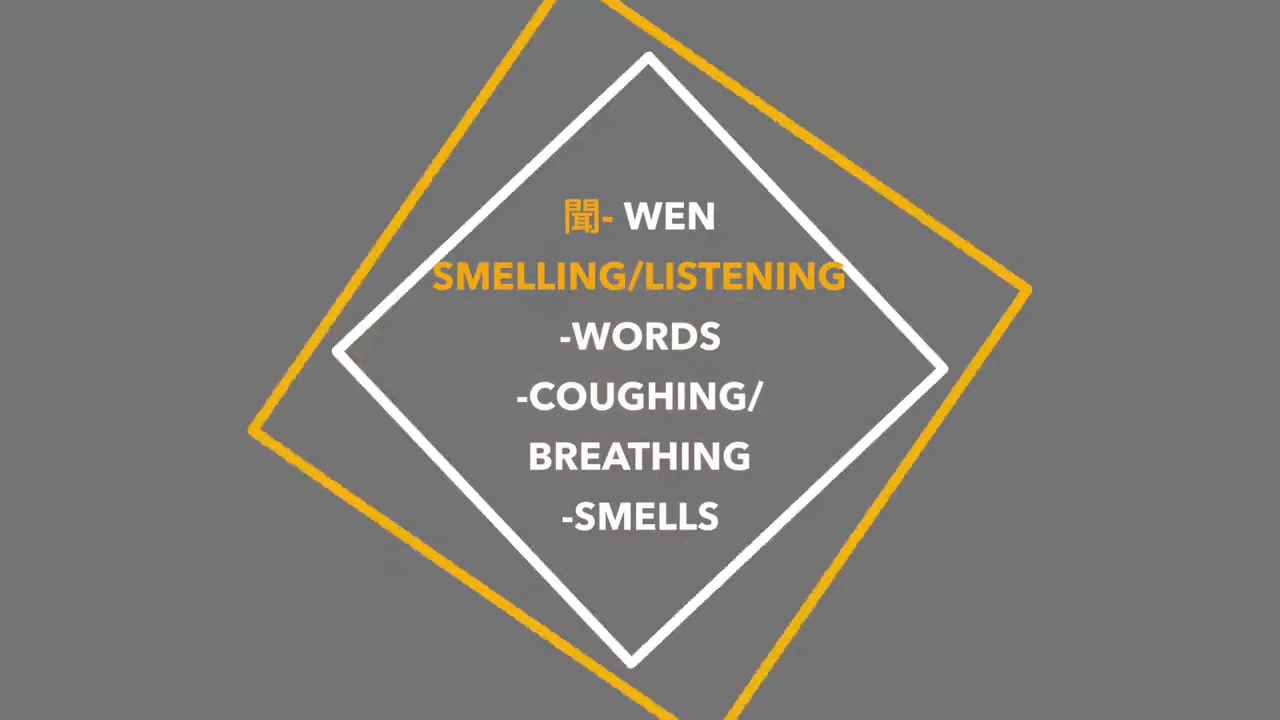 聞- WEN
SMELLING/LISTENING
-WORDS
-COUGHING/
BREATHING
-SMELLS